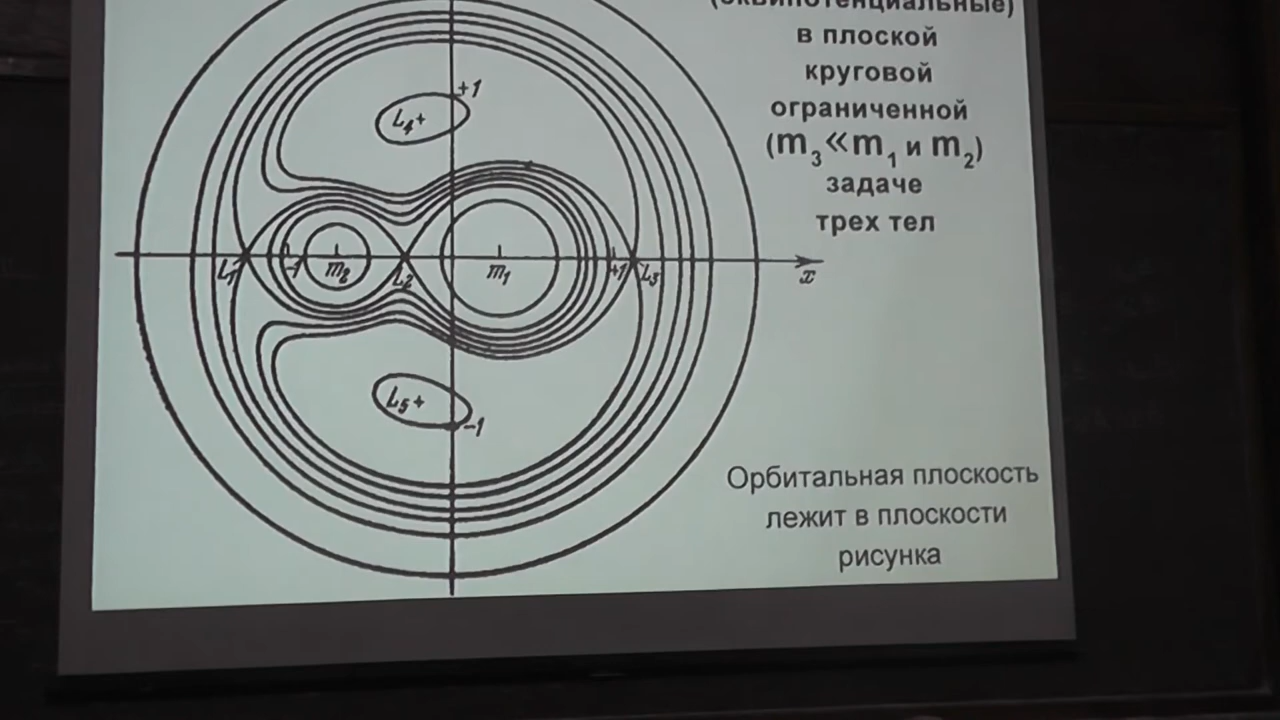 (эквипотенциальные)
в плоской
круговой
ограниченной
(m₃≪m₁ и m₂)
задаче
трех тел
+1
L₄+
L₁
-1
m₂
L₂
m₁
+1
L₃
x
L₅+
-1
Орбитальная плоскость
лежит в плоскости
рисунка